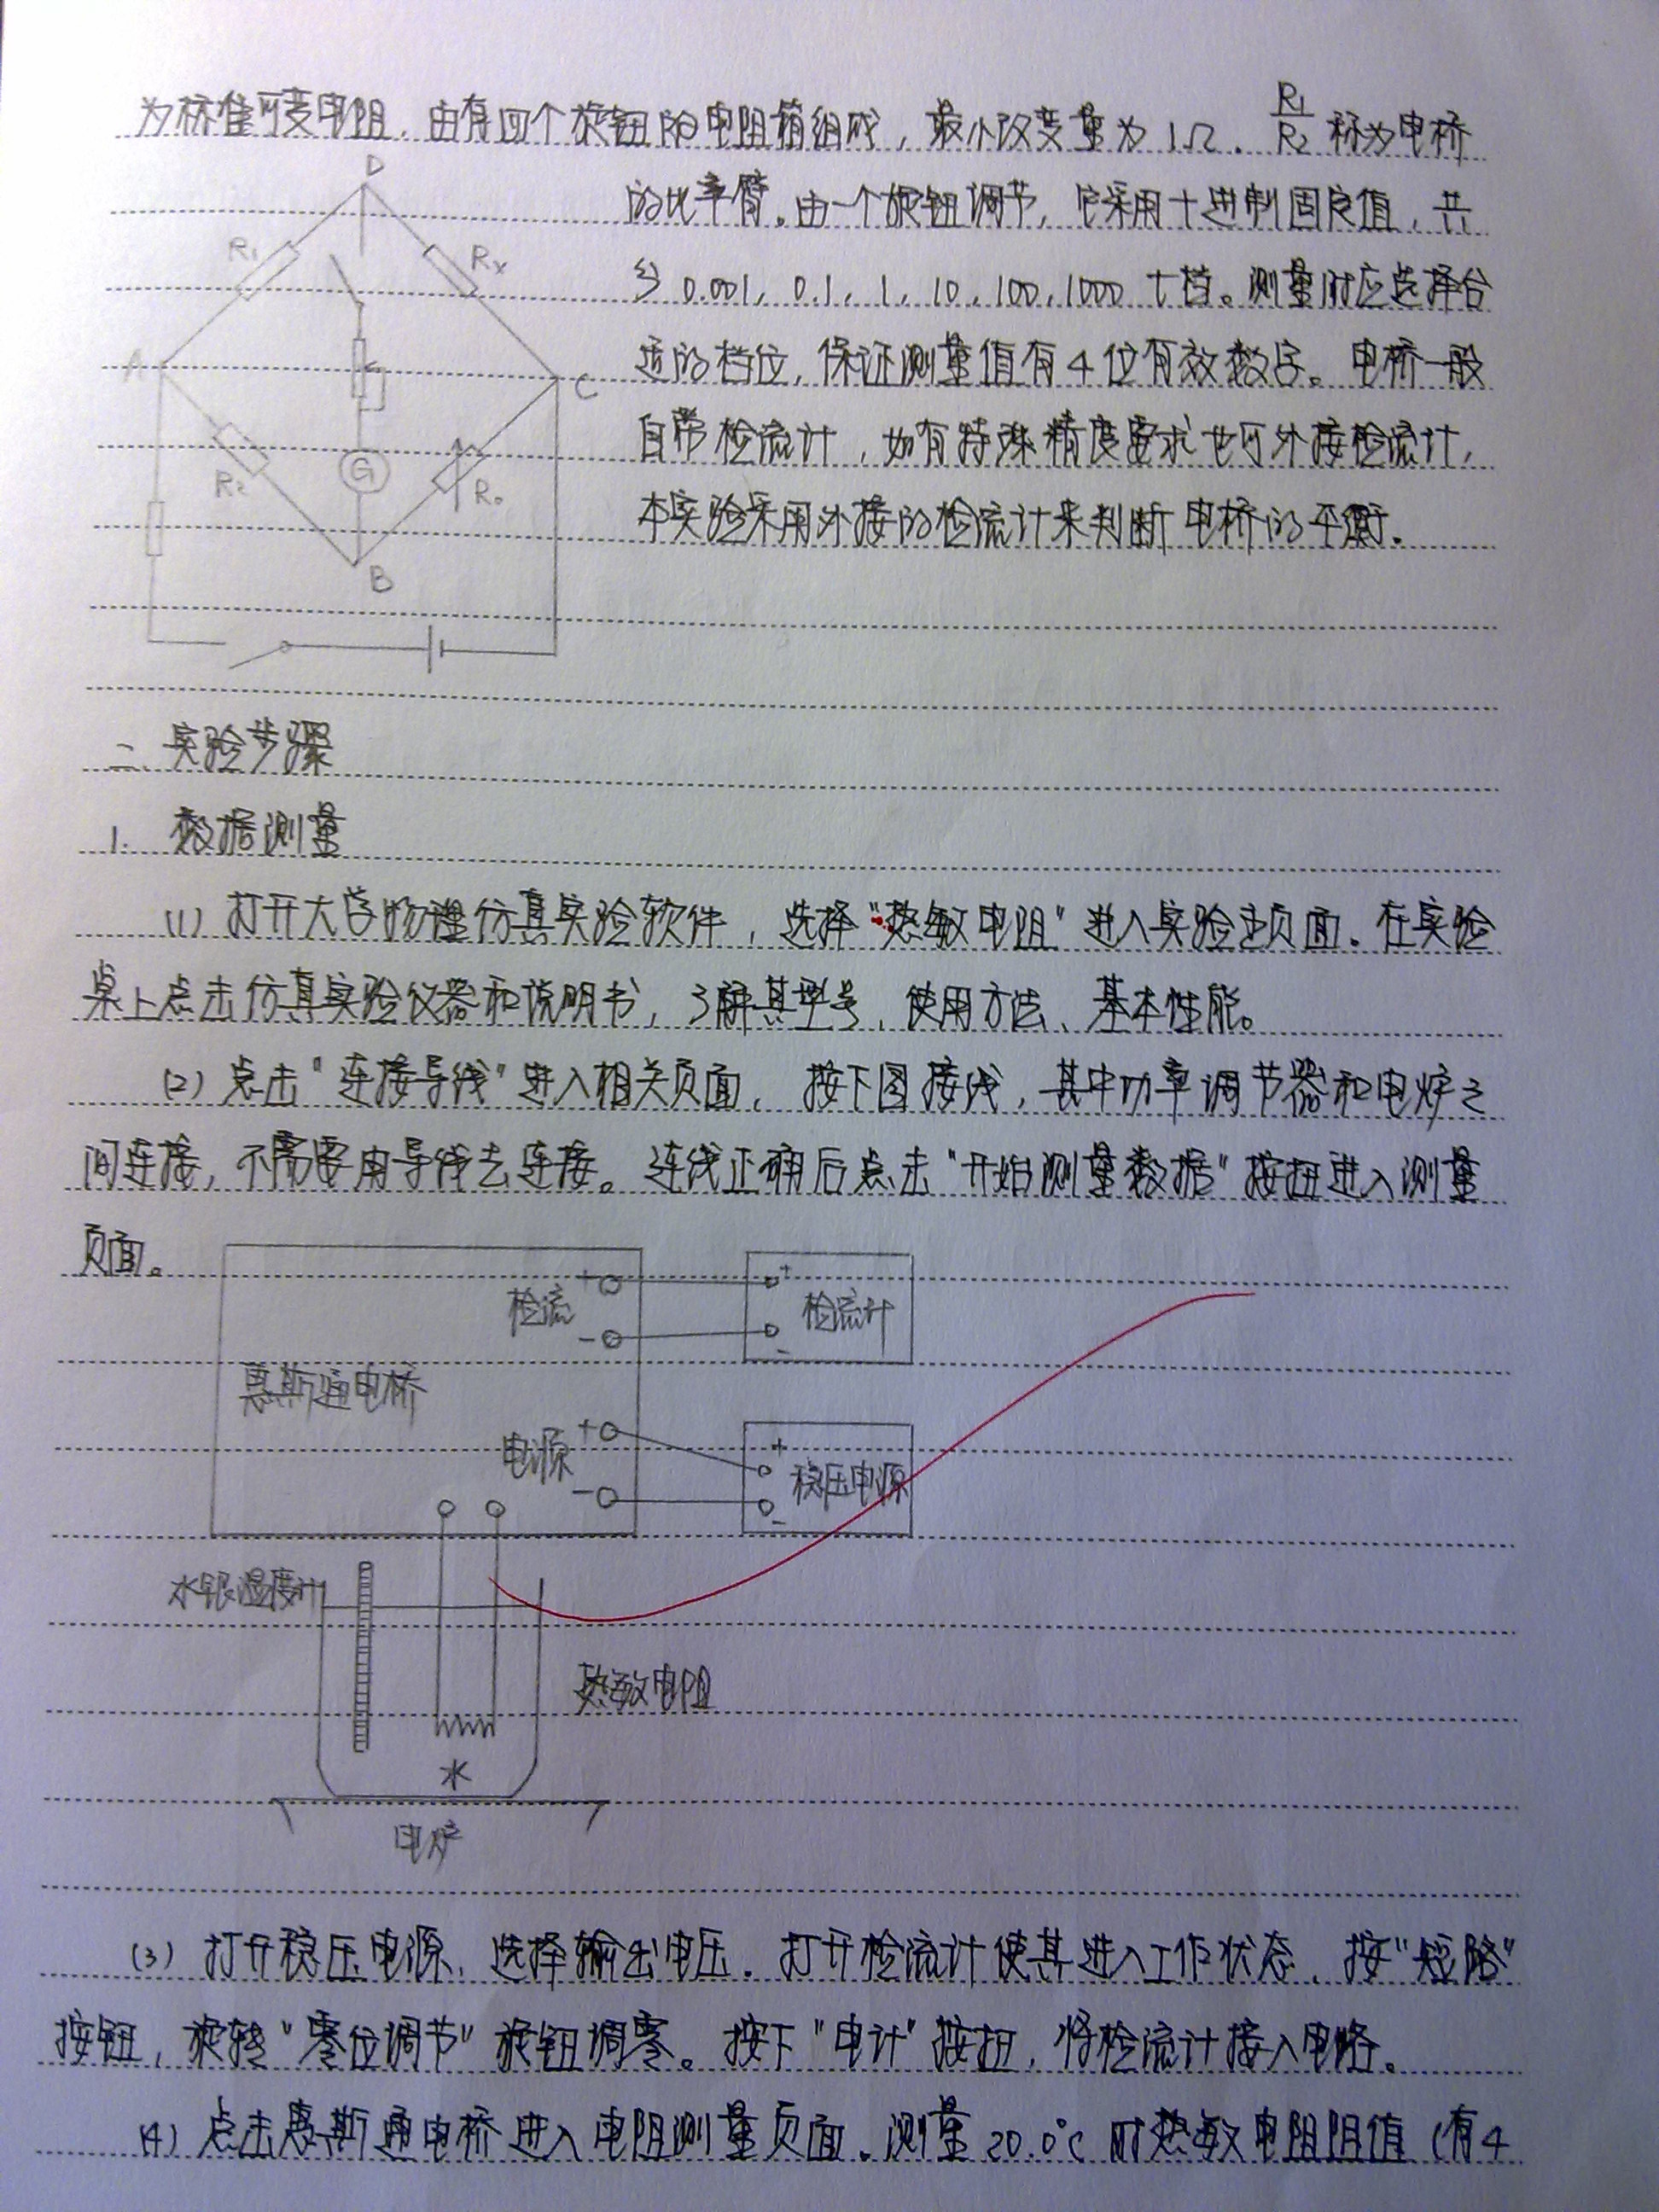 为标准可变电阻，由有四个旋钮的电阻箱组成，最小改变量为 1Ω。R1/R2 称为电桥
的比率臂。由一个旋钮调节，它采用十进制固定值，共
分 0.001, 0.1, 1, 10, 100, 1000 七档。测量时应选择合
适的档位，保证测量值有4位有效数字。电桥一般
自带检流计，如有特殊精度要求也可外接检流计，
本实验采用外接的检流计来判断电桥的平衡。
D
R1
Rx
A
C
G
R2
R0
B
二、实验步骤
1. 数据测量
(1) 打开大学物理仿真实验软件，选择“热敏电阻”进入实验主页面。在实验
桌上点击仿真实验仪器和说明书，了解其型号、使用方法、基本性能。
(2) 点击“连接导线”进入相关页面，按下图接线，其中功率调节器和电炉之
间连接，不需要用导线去连接。连线正确后点击“开始测量数据”按扭进入测量
页面。
检流 + -
+ 检流计 -
惠斯通电桥
电源 + -
+ 稳压电源 -
水银温度计
热敏电阻
水
电炉
(3) 打开稳压电源，选择输出电压。打开检流计使其进入工作状态，按“短路”
按钮，旋转“零位调节”旋钮调零。按下“电计”按扭，将检流计接入电路。
(4) 点击惠斯通电桥进入电阻测量页面。测量 20.0℃ 时热敏电阻阻值（有4